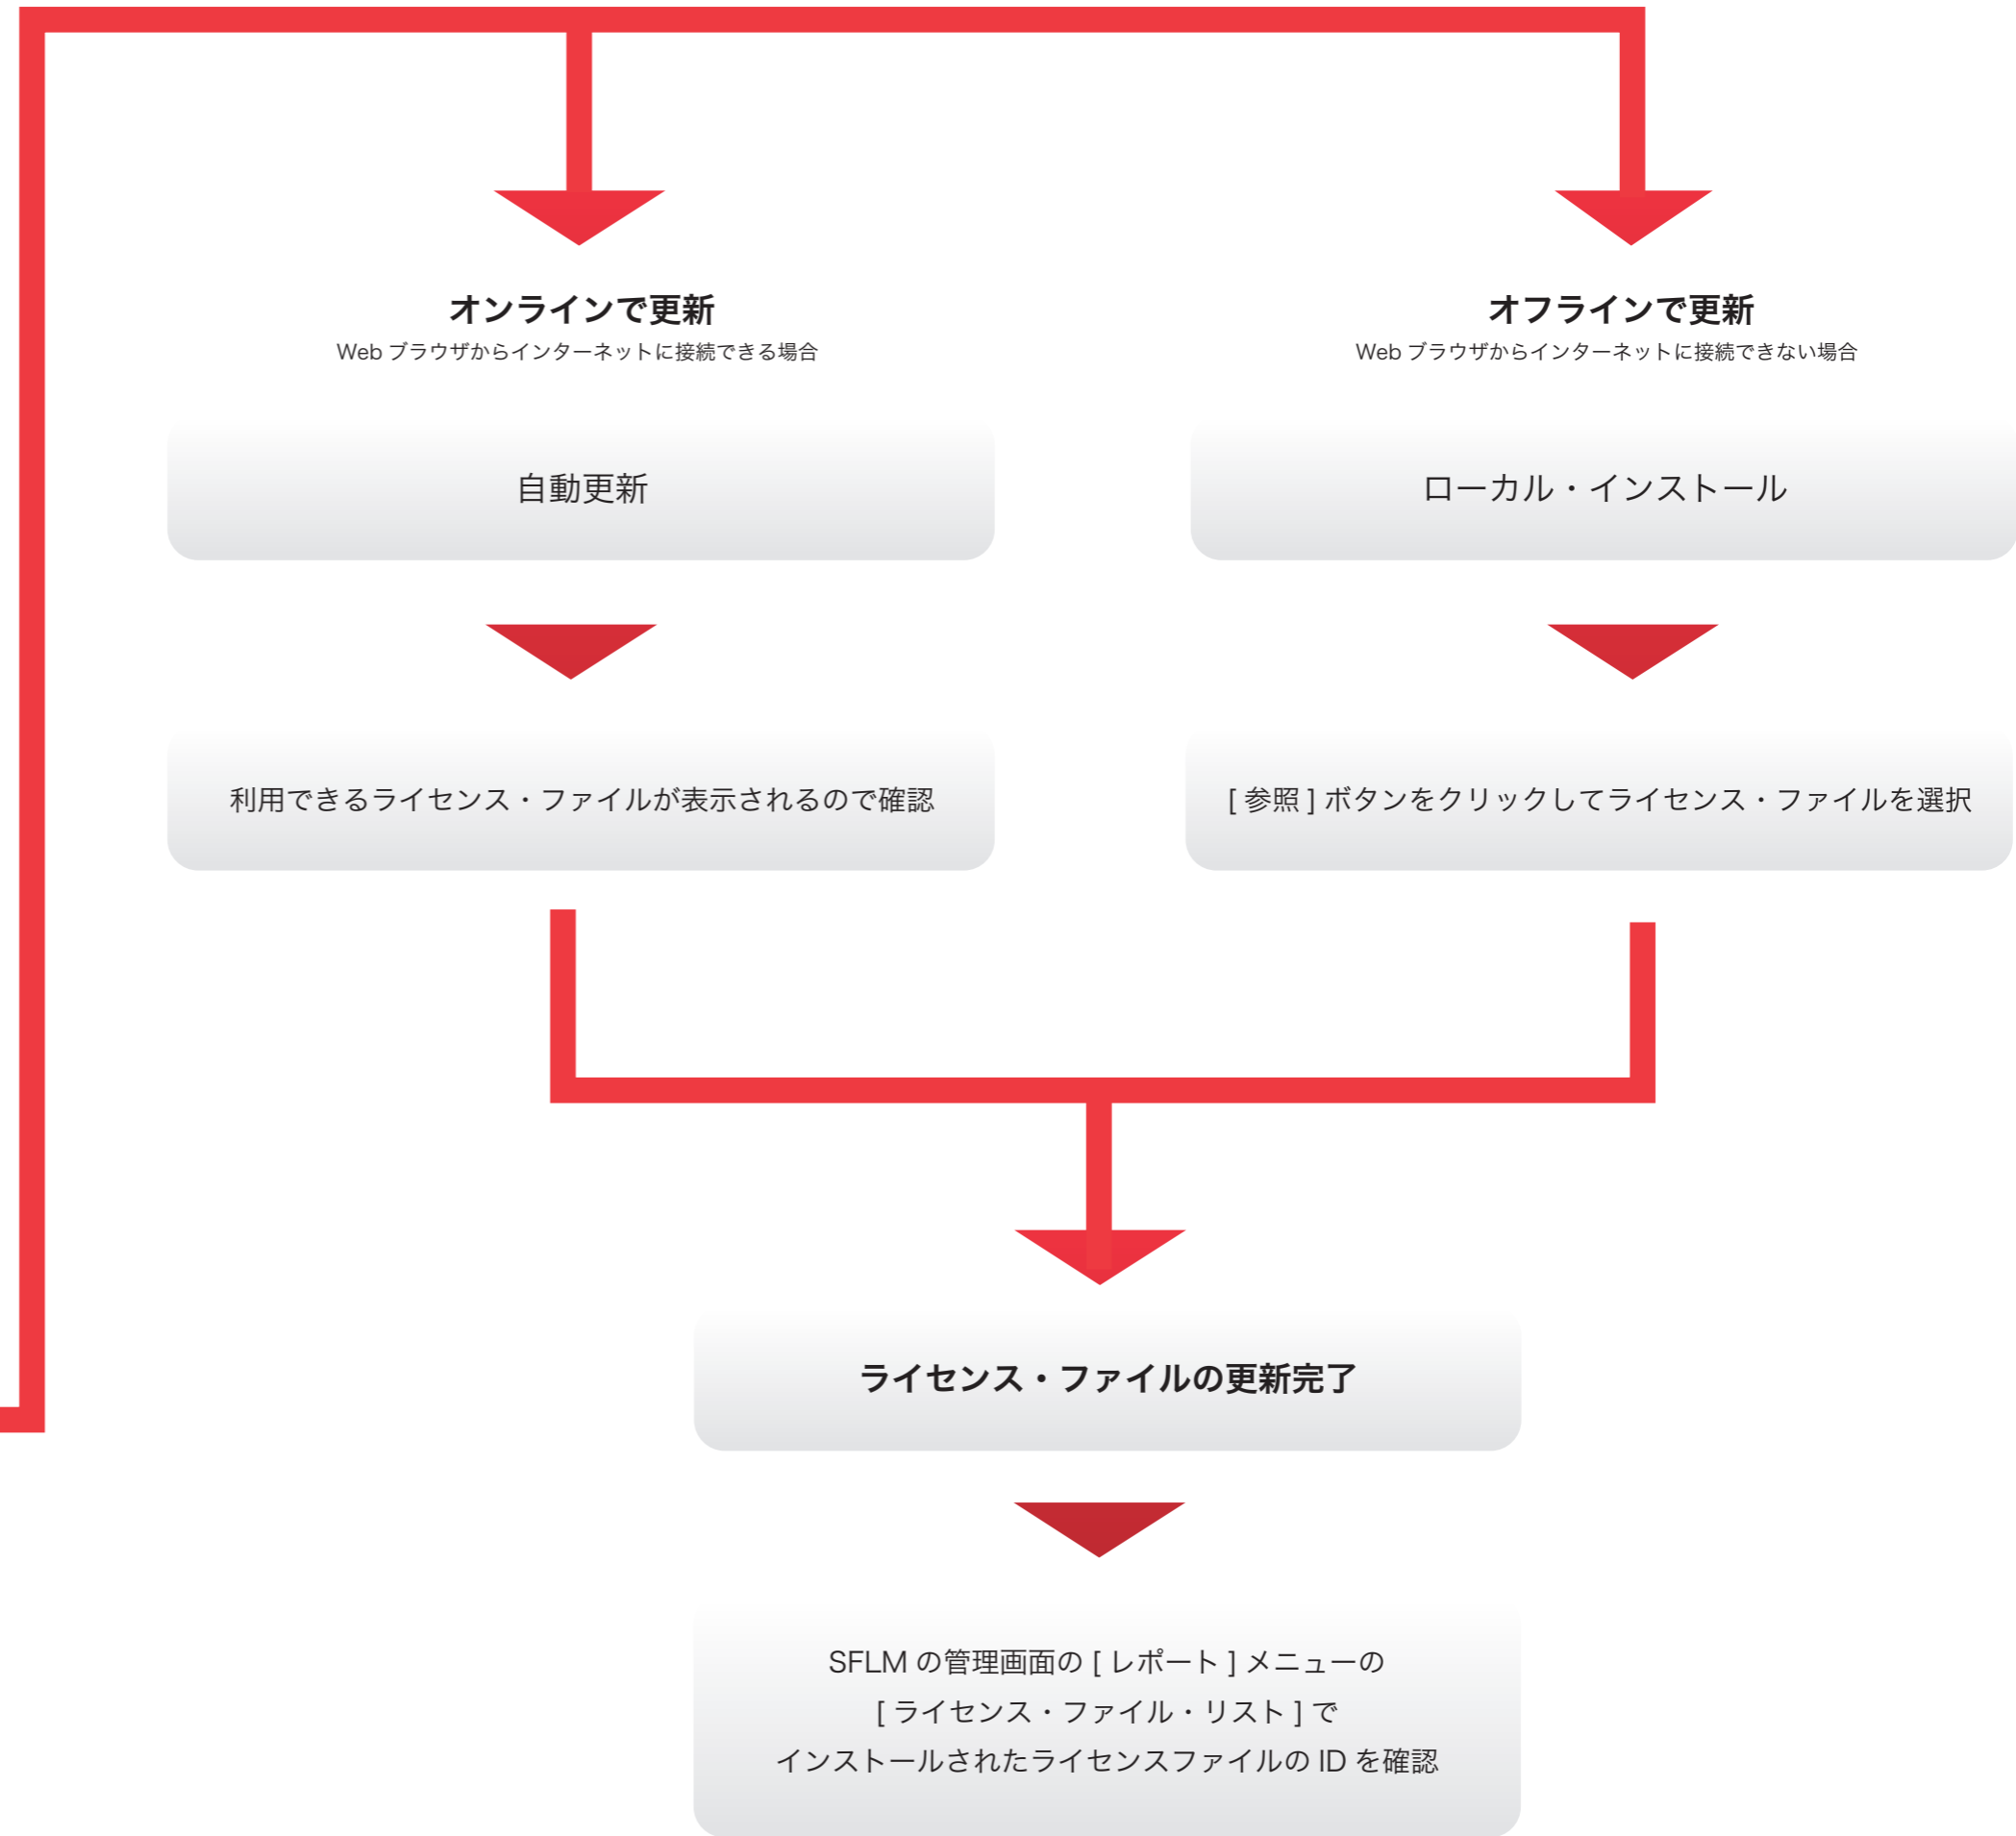 オンラインで更新
Web ブラウザからインターネットに接続できる場合
自動更新
利用できるライセンス・ファイルが表示されるので確認
オフラインで更新
Web ブラウザからインターネットに接続できない場合
ローカル・インストール
[ 参照 ] ボタンをクリックしてライセンス・ファイルを選択
ライセンス・ファイルの更新完了
SFLM の管理画面の [ レポート ] メニューの
[ ライセンス・ファイル・リスト ] で
インストールされたライセンスファイルの ID を確認